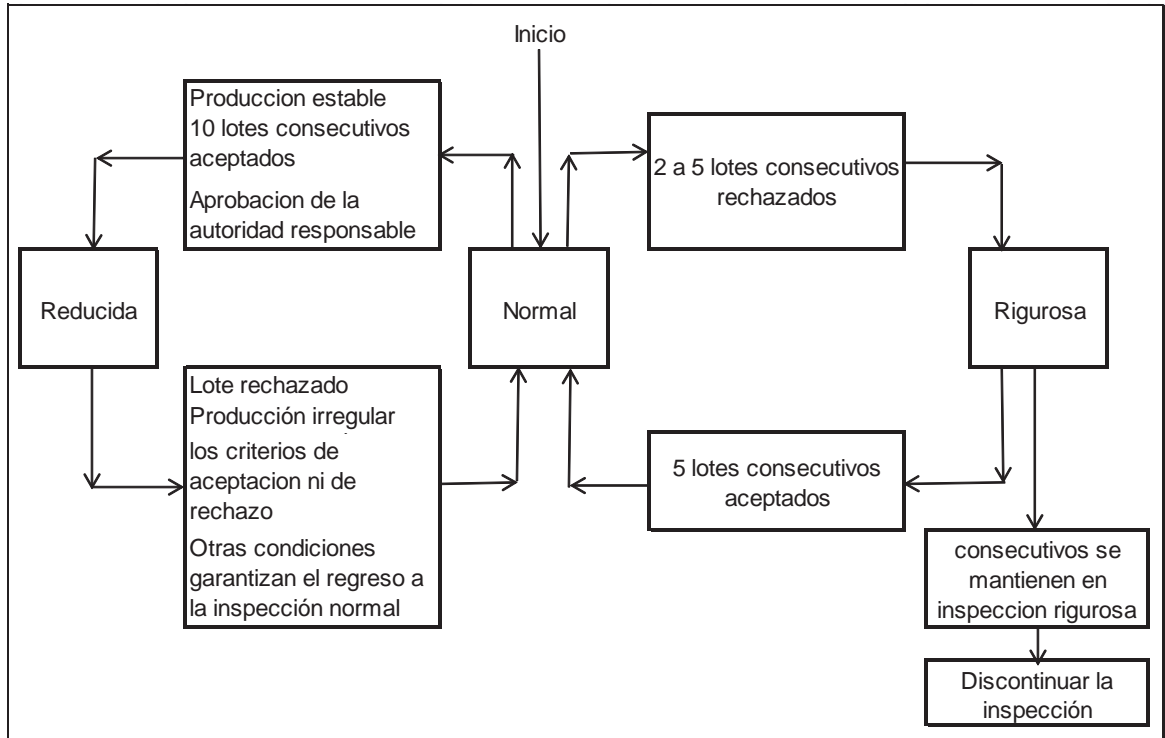 Inicio
Produccion estable
10 lotes consecutivos
aceptados
Aprobacion de la
autoridad responsable
2 a 5 lotes consecutivos
rechazados
Reducida
Normal
Rigurosa
Lote rechazado
Producción irregular
los criterios de
aceptacion ni de
rechazo
Otras condiciones
garantizan el regreso a
la inspección normal
5 lotes consecutivos
aceptados
consecutivos se
mantienen en
inspeccion rigurosa
Discontinuar la
inspección